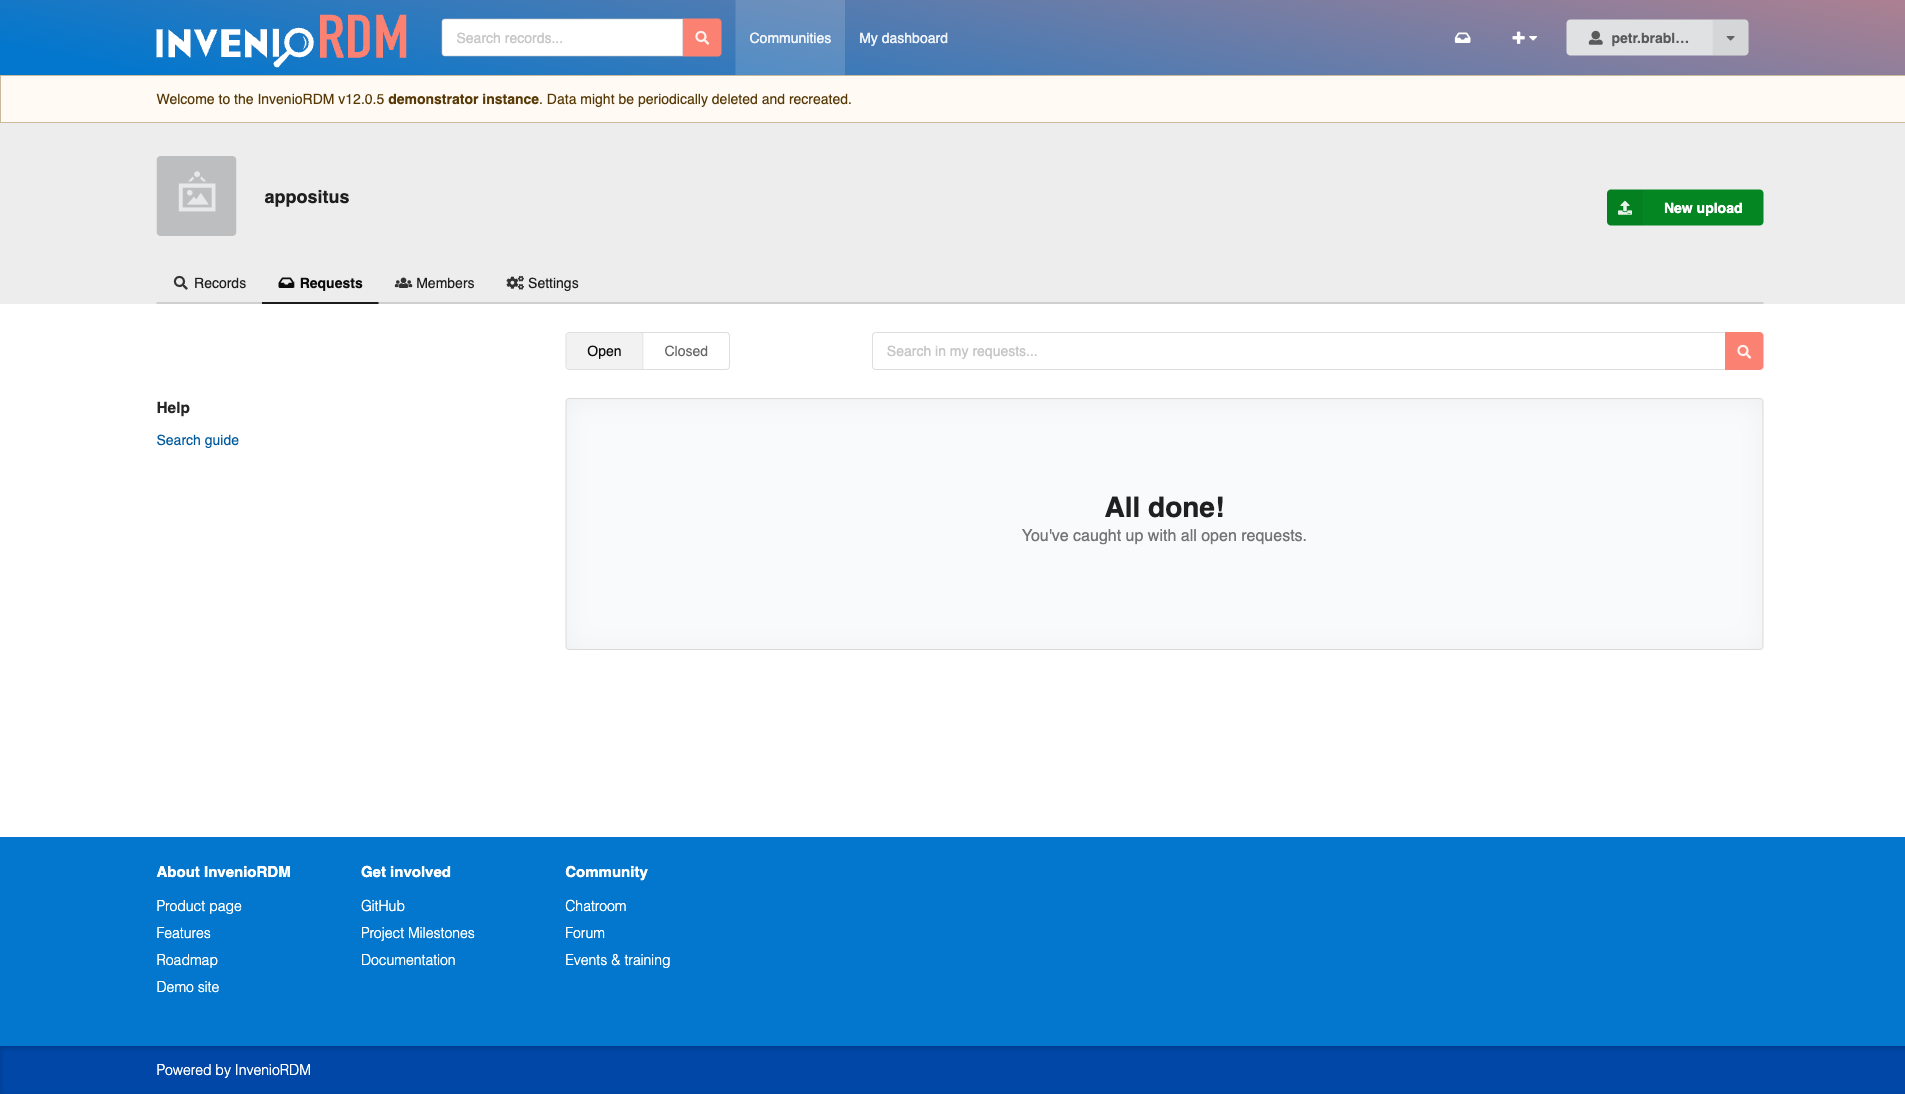 INVENIORDM
Search records...
Communities
My dashboard
petr.brabl...
Welcome to the InvenioRDM v12.0.5 demonstrator instance. Data might be periodically deleted and recreated.
appositus
New upload
Records
Requests
Members
Settings
Open
Closed
Search in my requests...
Help
Search guide
All done!
You've caught up with all open requests.
About InvenioRDM
Product page
Features
Roadmap
Demo site
Get involved
GitHub
Project Milestones
Documentation
Community
Chatroom
Forum
Events & training
Powered by InvenioRDM